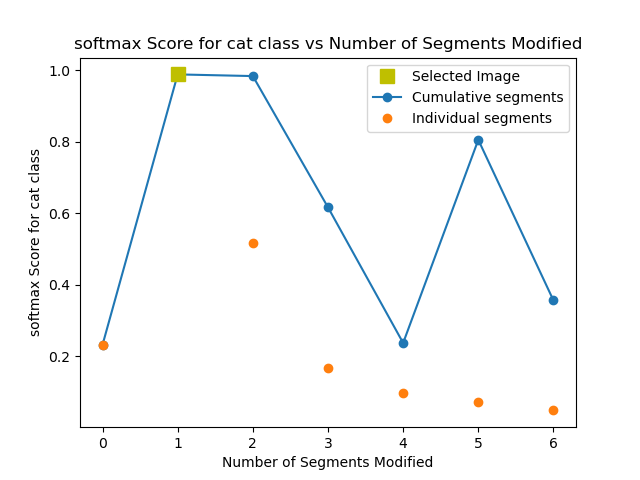 softmax Score for cat class vs Number of Segments Modified
1.0
0.8
0.6
0.4
0.2
softmax Score for cat class
Selected Image
Cumulative segments
Individual segments
0 1 2 3 4 5 6
Number of Segments Modified